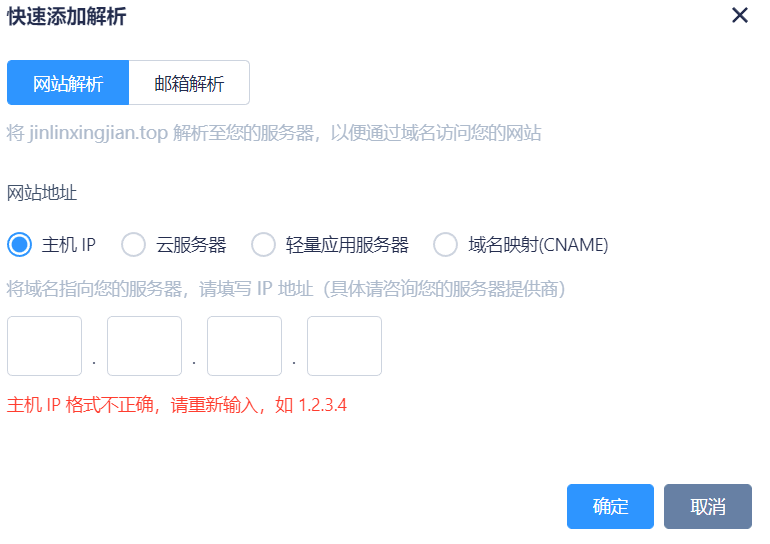 快速添加解析
网站解析 邮箱解析
将 jinlinxingjian.top 解析至您的服务器，以便通过域名访问您的网站
网站地址
主机 IP 云服务器 轻量应用服务器 域名映射(CNAME)
将域名指向您的服务器，请填写 IP 地址（具体请咨询您的服务器提供商）
. . .
主机 IP 格式不正确，请重新输入，如 1.2.3.4
确定 取消